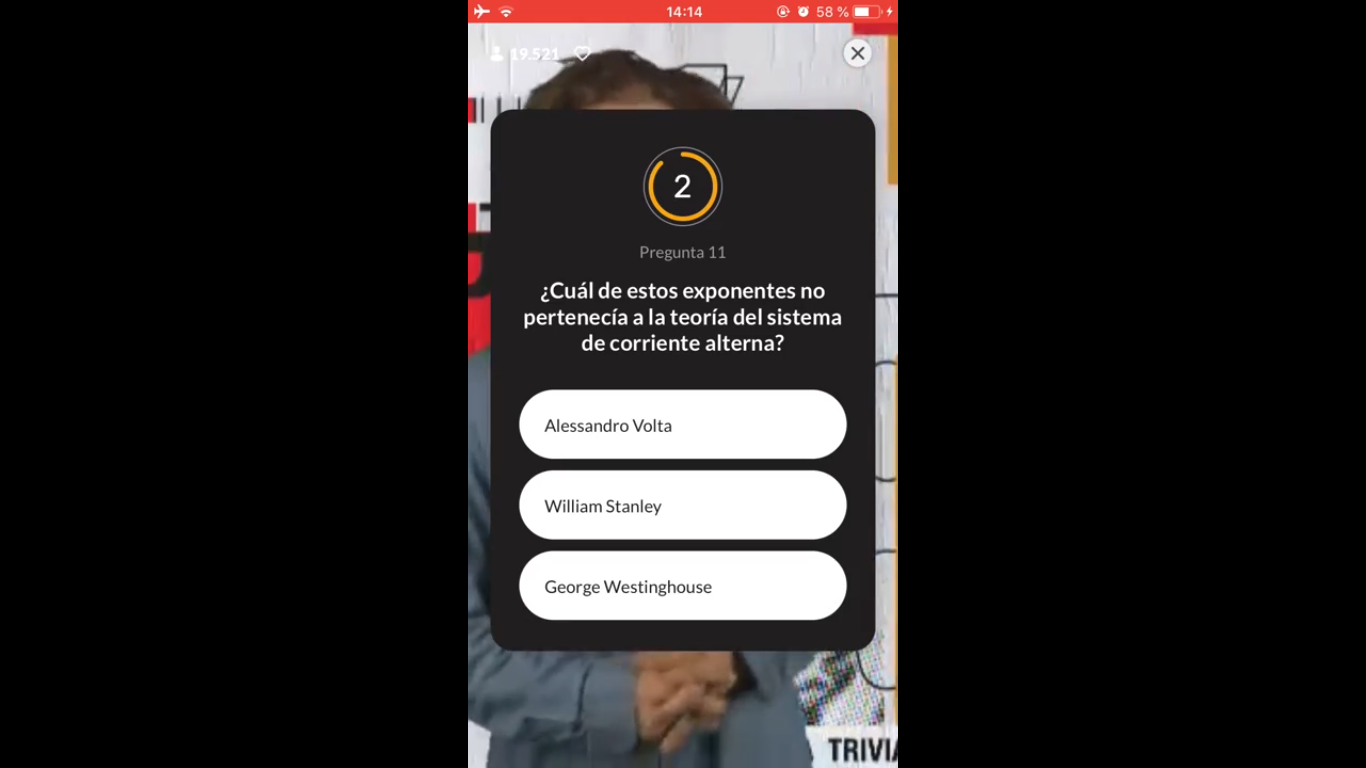 14:14
58 %
19.521
2
Pregunta 11
¿Cuál de estos exponentes no
pertenecía a la teoría del sistema
de corriente alterna?
Alessandro Volta
William Stanley
George Westinghouse